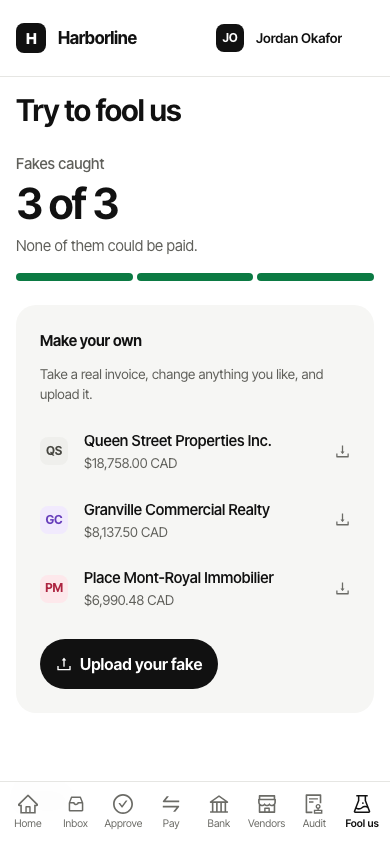 H Harborline
JO Jordan Okafor
Try to fool us
Fakes caught
3 of 3
None of them could be paid.
Make your own
Take a real invoice, change anything you like, and
upload it.
QS
Queen Street Properties Inc.
$18,758.00 CAD
GC
Granville Commercial Realty
$8,137.50 CAD
PM
Place Mont-Royal Immobilier
$6,990.48 CAD
Upload your fake
Home Inbox Approve Pay Bank Vendors Audit Fool us